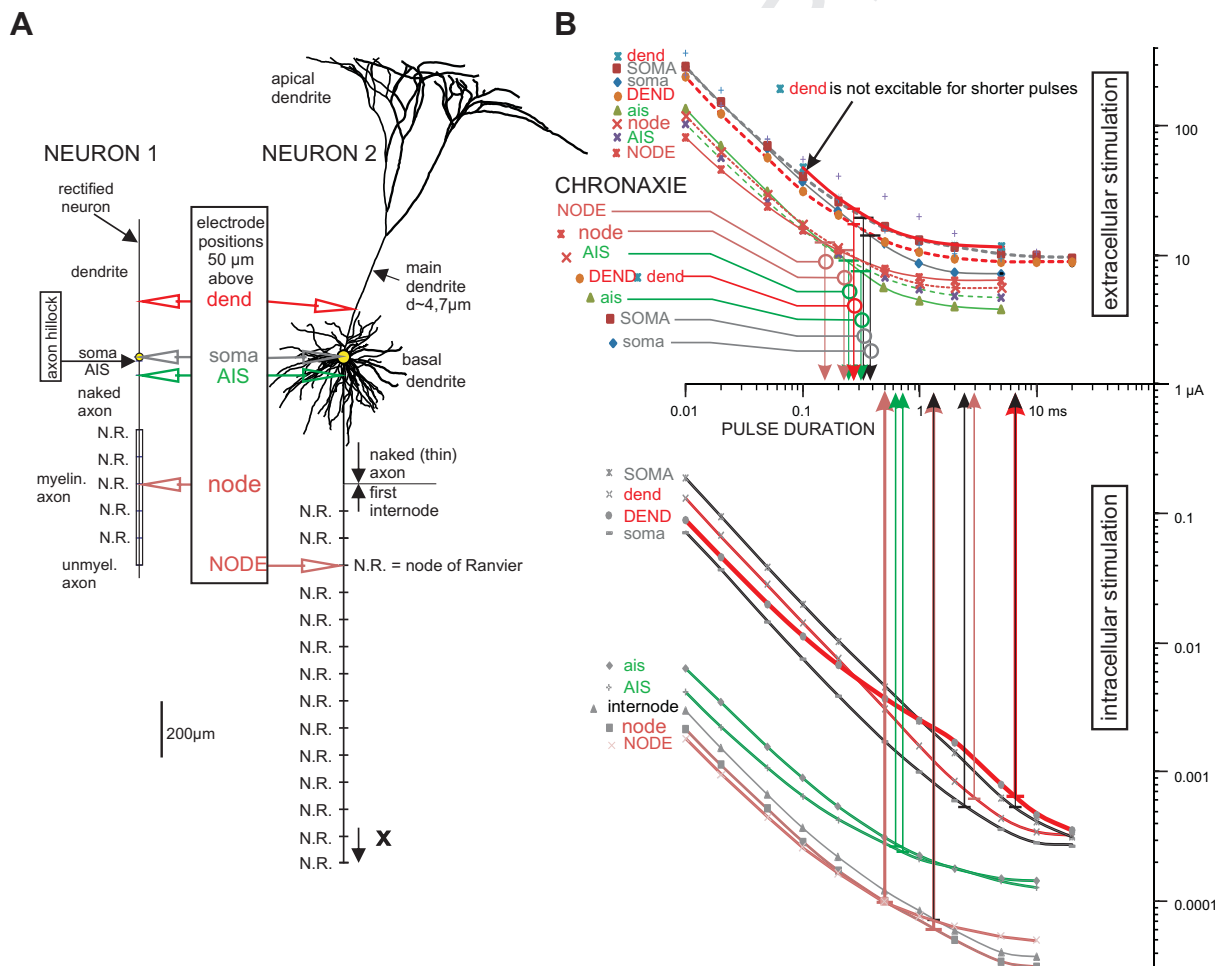 A
apical
dendrite
NEURON 1
NEURON 2
rectified
neuron
electrode
positions
50 µm
above
dend
soma
AIS
node
NODE
dendrite
axon hillock
soma
AIS
naked
axon
N.R.
N.R.
myelin.
axon
N.R.
N.R.
N.R.
unmyel.
axon
main
dendrite
d~4,7µm
basal
dendrite
naked (thin)
axon
first
internode
N.R.
N.R.
N.R. = node of Ranvier
N.R.
N.R.
N.R.
N.R.
N.R.
N.R.
N.R.
N.R.
N.R.
N.R.
N.R.
X
200µm
B
dend
SOMA
soma
DEND
ais
node
AIS
NODE
dend is not excitable for shorter pulses
CHRONAXIE
NODE
node
AIS
DEND dend
ais
SOMA
soma
extracellular stimulation
100
10
1 µA
0.01
0.1
1
10 ms
PULSE DURATION
SOMA
dend
DEND
soma
ais
AIS
internode
node
NODE
intracellular stimulation
0.1
0.01
0.001
0.0001